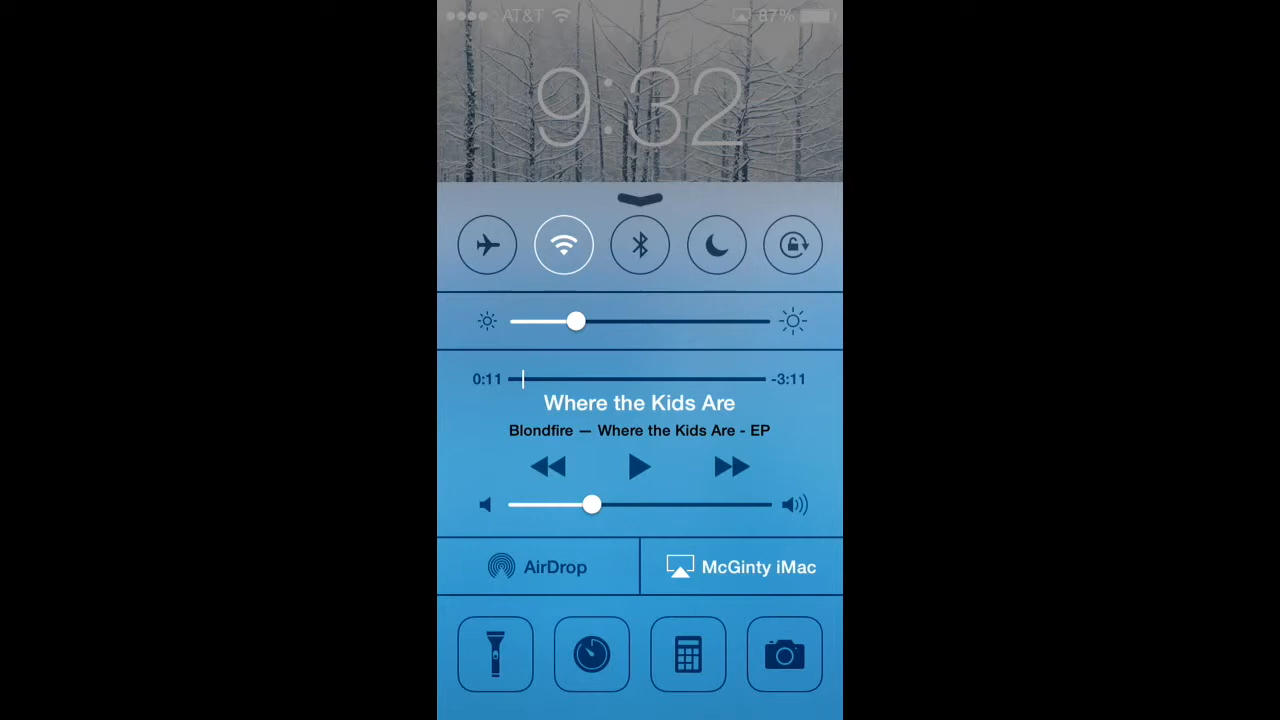 AT&T 87%
9:32
0:11 -3:11
Where the Kids Are
Blondfire — Where the Kids Are - EP
AirDrop McGinty iMac